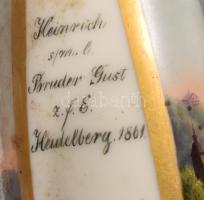 Heinrich
s/m. l.
Bruder Gust
z. f. E.
Heidelberg. 1861